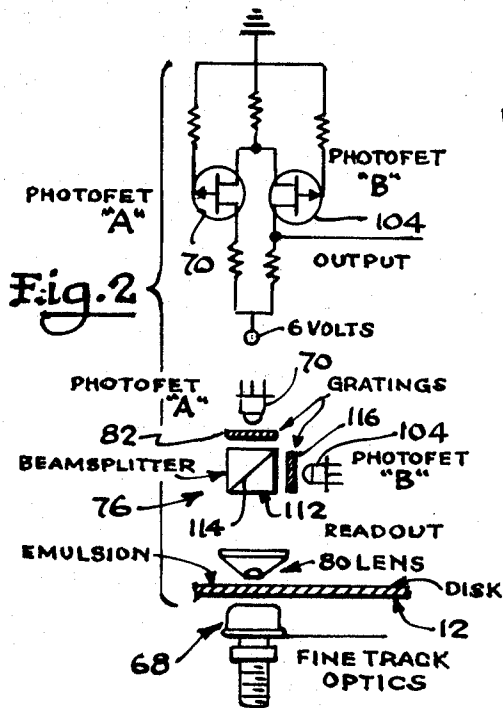 PHOTOFET
"A"
PHOTOFET
"B"
70
104
OUTPUT
Fig. 2
6 VOLTS
70
PHOTOFET
"A"
GRATINGS
82
116
104
BEAMSPLITTER
PHOTOFET
"B"
76
114
112
READOUT
EMULSION
80 LENS
DISK
12
68
FINE TRACK
OPTICS